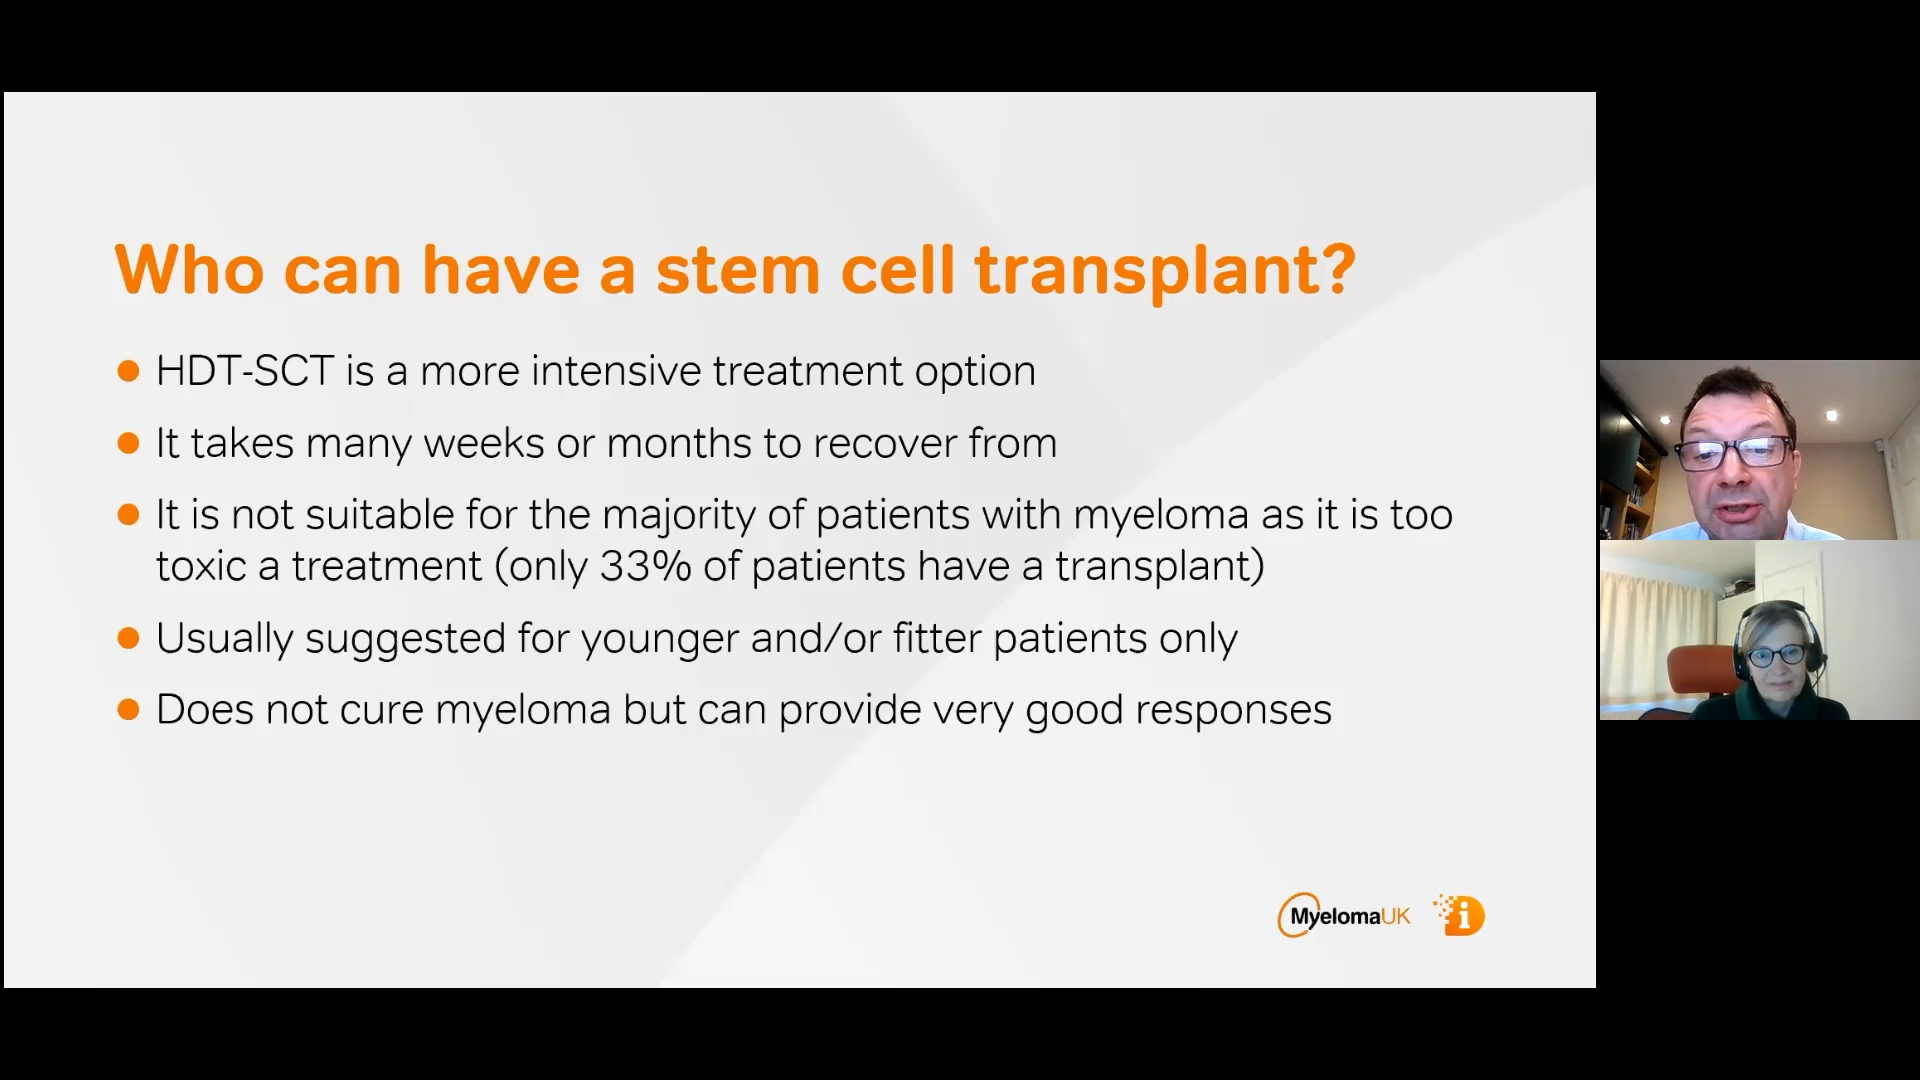 Who can have a stem cell transplant?
HDT-SCT is a more intensive treatment option
It takes many weeks or months to recover from
It is not suitable for the majority of patients with myeloma as it is too
toxic a treatment (only 33% of patients have a transplant)
Usually suggested for younger and/or fitter patients only
Does not cure myeloma but can provide very good responses
MyelomaUK
i